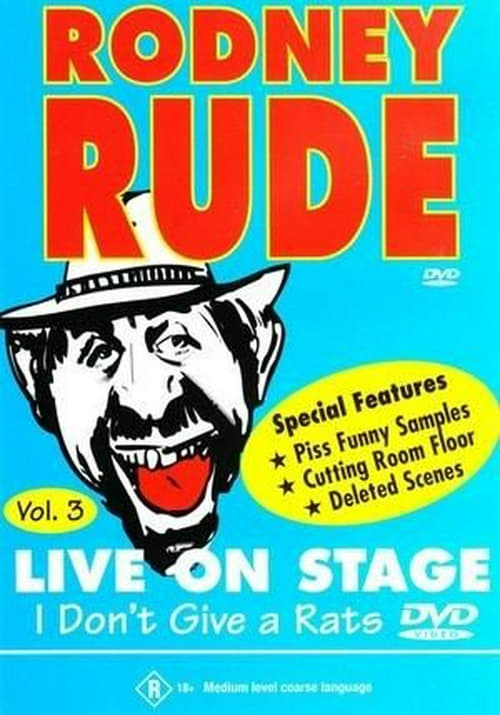 RODNEY
RUDE
DVD
Special Features
★ Piss Funny Samples
★ Cutting Room Floor
★ Deleted Scenes
Vol. 3
LIVE ON STAGE
I Don't Give a Rats DVD
VIDEO
R 18+ Medium level coarse language